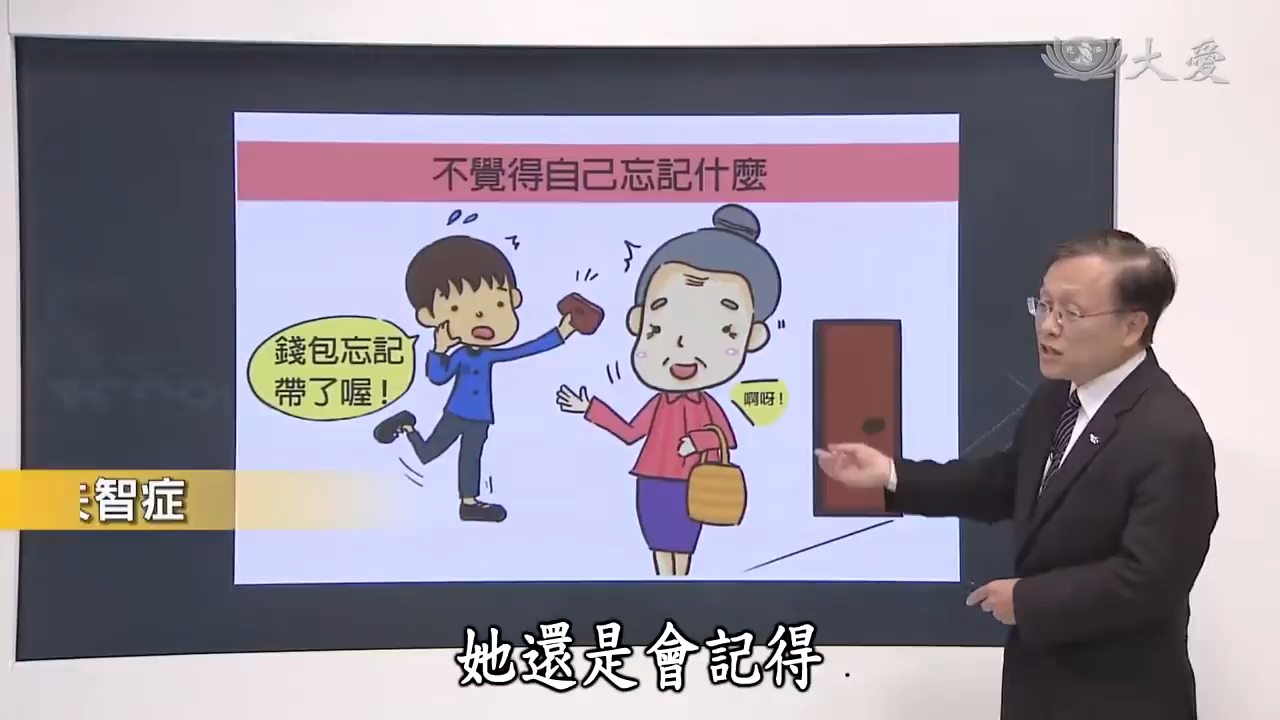 大愛
不覺得自己忘記什麼
錢包忘記
帶了喔！
啊呀！
智症
她還是會記得